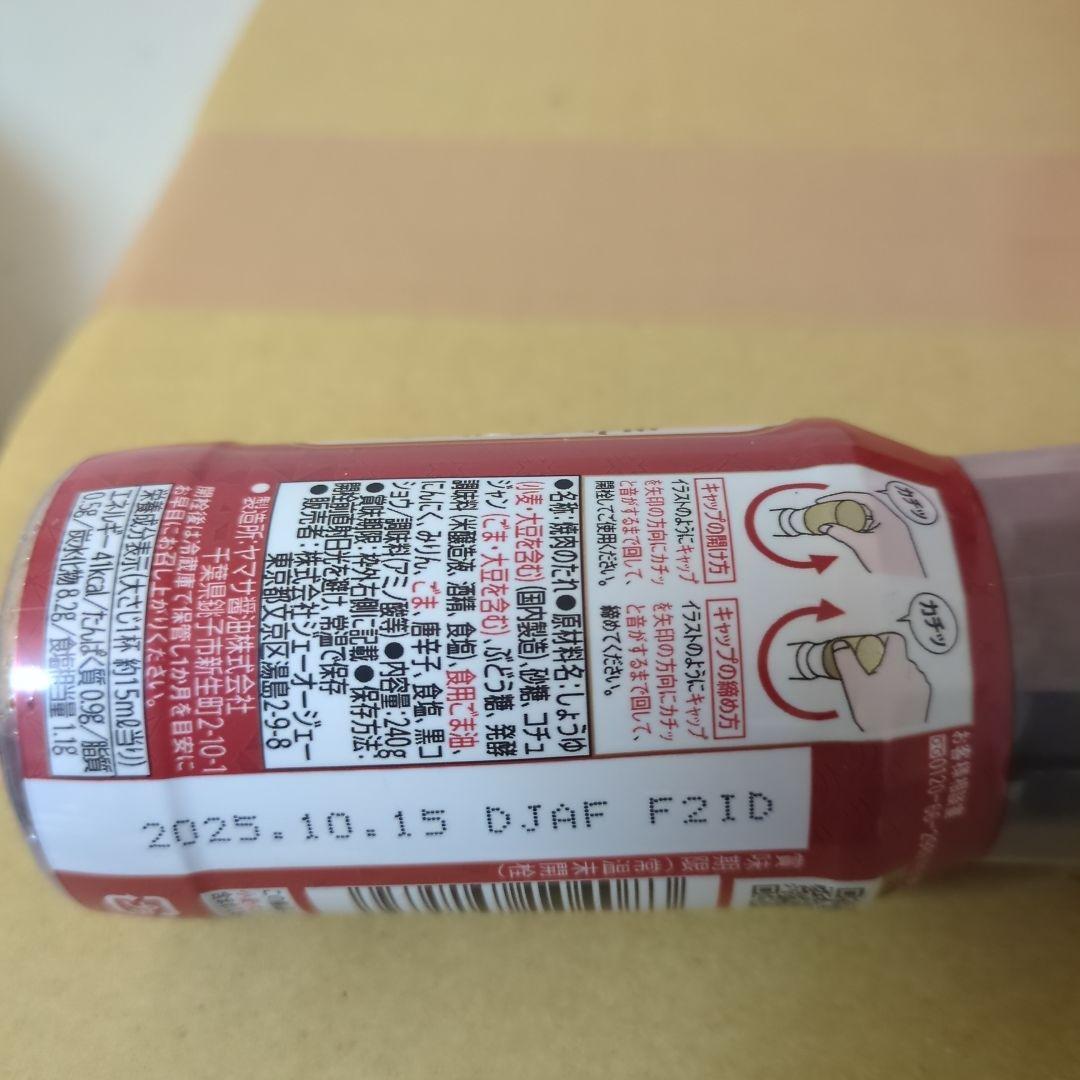 キャップの開け方
イラストのようにキャップ
を矢印の方向にカチッ
と音がするまで回して、
開栓してご使用ください。
カチッ
キャップの締め方
イラストのようにキャップ
を矢印の方向にカチッ
と音がするまで回して、
締めてください。
カチッ
●名称:焼肉のたれ●原材料名:しょうゆ
(小麦・大豆を含む)(国内製造)、砂糖、コチュ
ジャン(ごま・大豆を含む)、ぶどう糖、発酵
調味料、米醸造酢、酒精、食塩、食用ごま油、
にんにく、みりん、ごま、唐辛子、食塩、黒コ
ショウ/調味料(アミノ酸等)●内容量:240g
●賞味期限:枠外右側に記載●保存方法:
開栓前直射日光を避け、常温で保存
●販売者:株式会社ジェーオージェー
東京都文京区湯島2-9-8
●製造所:ヤマサ醤油株式会社
千葉県銚子市新生町2-10-1
開栓後は冷蔵庫で保管し1か月を目安に
お早目にお召し上がりください。
栄養成分表示(大さじ1杯 約15mℓ当り)
エネルギー41kcal/たんぱく質0.9g/脂質
0.5g/炭水化物8.2g/食塩相当量1.1g
お客様相談室
賞味期限(常温未開栓)
2025.10.15 DJAF F2ID